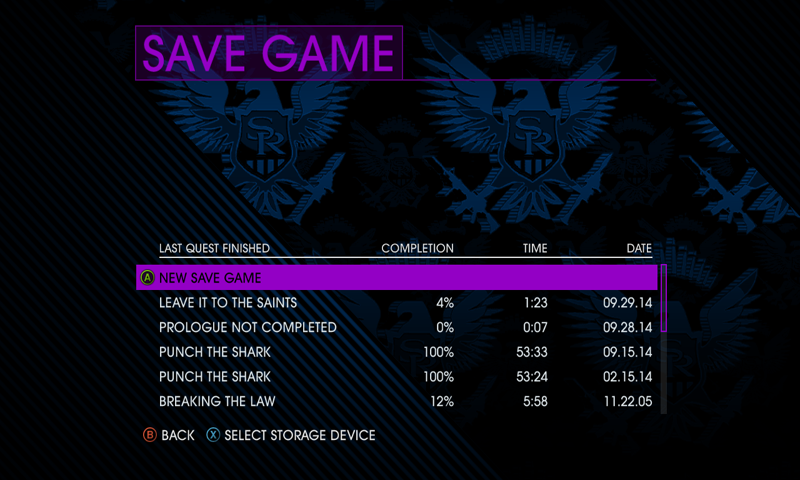 SAVE GAME
LAST QUEST FINISHED COMPLETION TIME DATE
A NEW SAVE GAME
LEAVE IT TO THE SAINTS 4% 1:23 09.29.14
PROLOGUE NOT COMPLETED 0% 0:07 09.28.14
PUNCH THE SHARK 100% 53:33 09.15.14
PUNCH THE SHARK 100% 53:24 02.15.14
BREAKING THE LAW 12% 5:58 11.22.05
B BACK X SELECT STORAGE DEVICE
SR SR